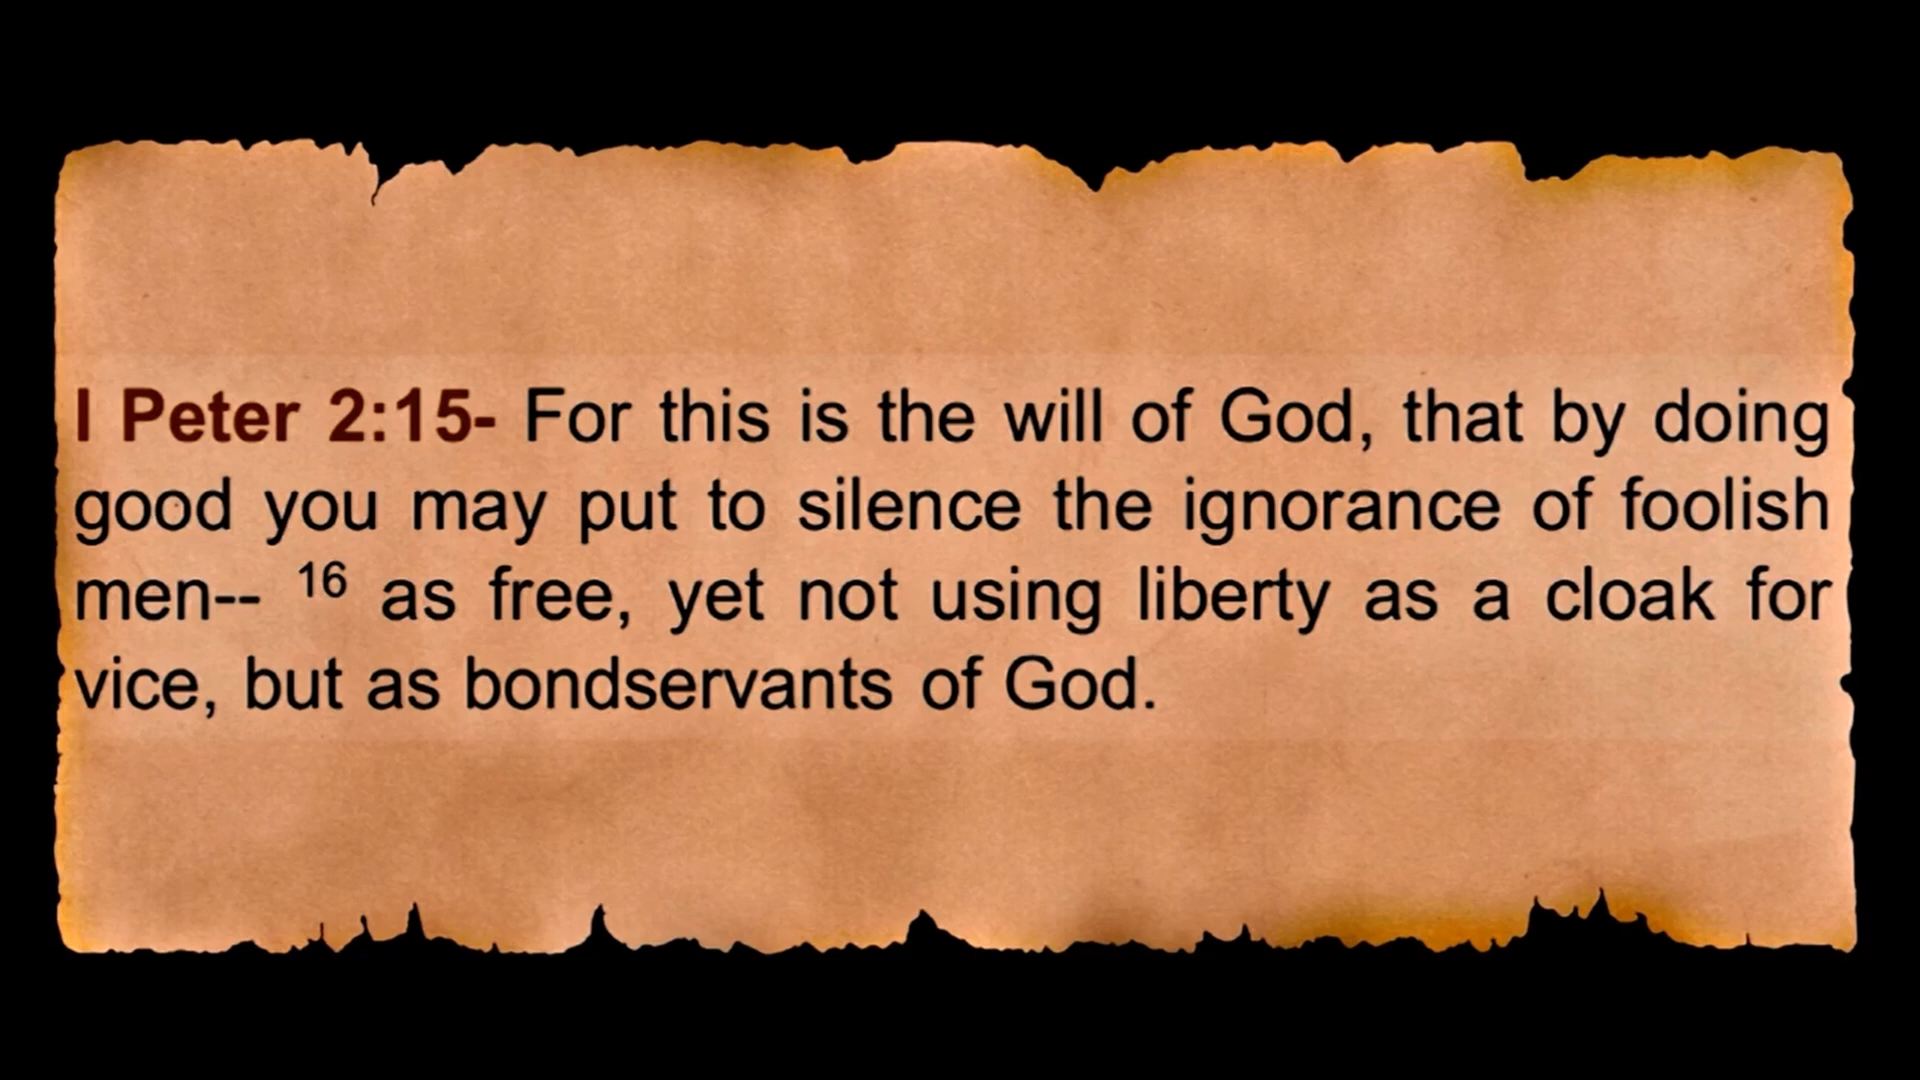 I Peter 2:15- For this is the will of God, that by doing
good you may put to silence the ignorance of foolish
men-- 16 as free, yet not using liberty as a cloak for
vice, but as bondservants of God.